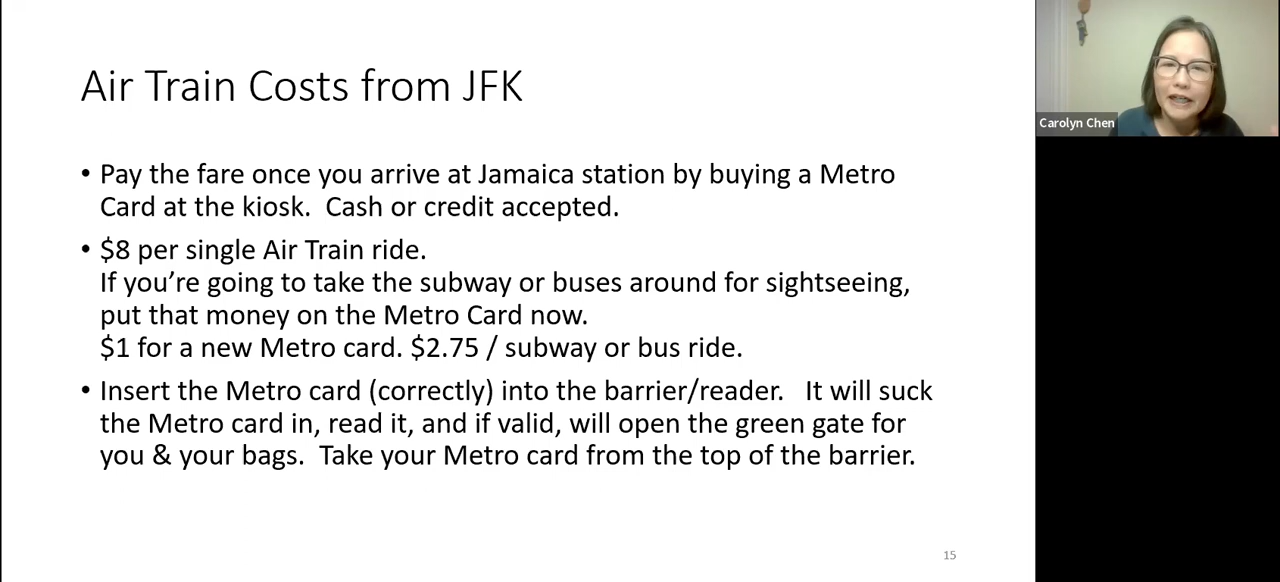 Air Train Costs from JFK
Carolyn Chen
• Pay the fare once you arrive at Jamaica station by buying a Metro
Card at the kiosk.  Cash or credit accepted.
• $8 per single Air Train ride.
If you’re going to take the subway or buses around for sightseeing,
put that money on the Metro Card now.
$1 for a new Metro card. $2.75 / subway or bus ride.
• Insert the Metro card (correctly) into the barrier/reader.   It will suck
the Metro card in, read it, and if valid, will open the green gate for
you & your bags.  Take your Metro card from the top of the barrier.
15